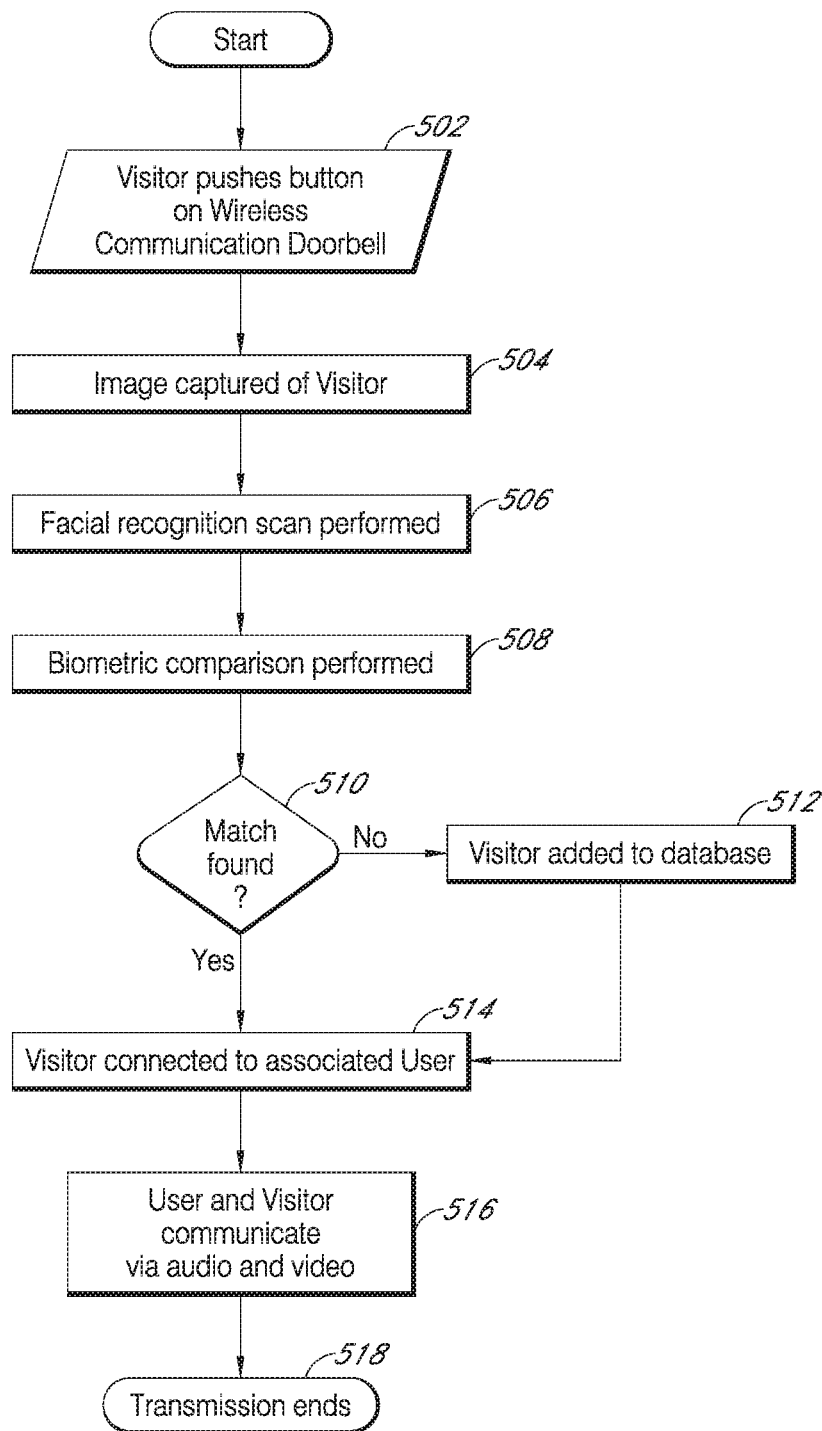 Start
502
Visitor pushes button
on Wireless
Communication Doorbell
504
Image captured of Visitor
506
Facial recognition scan performed
508
Biometric comparison performed
510
Match
found
?
No
512
Visitor added to database
Yes
514
Visitor connected to associated User
516
User and Visitor
communicate
via audio and video
518
Transmission ends